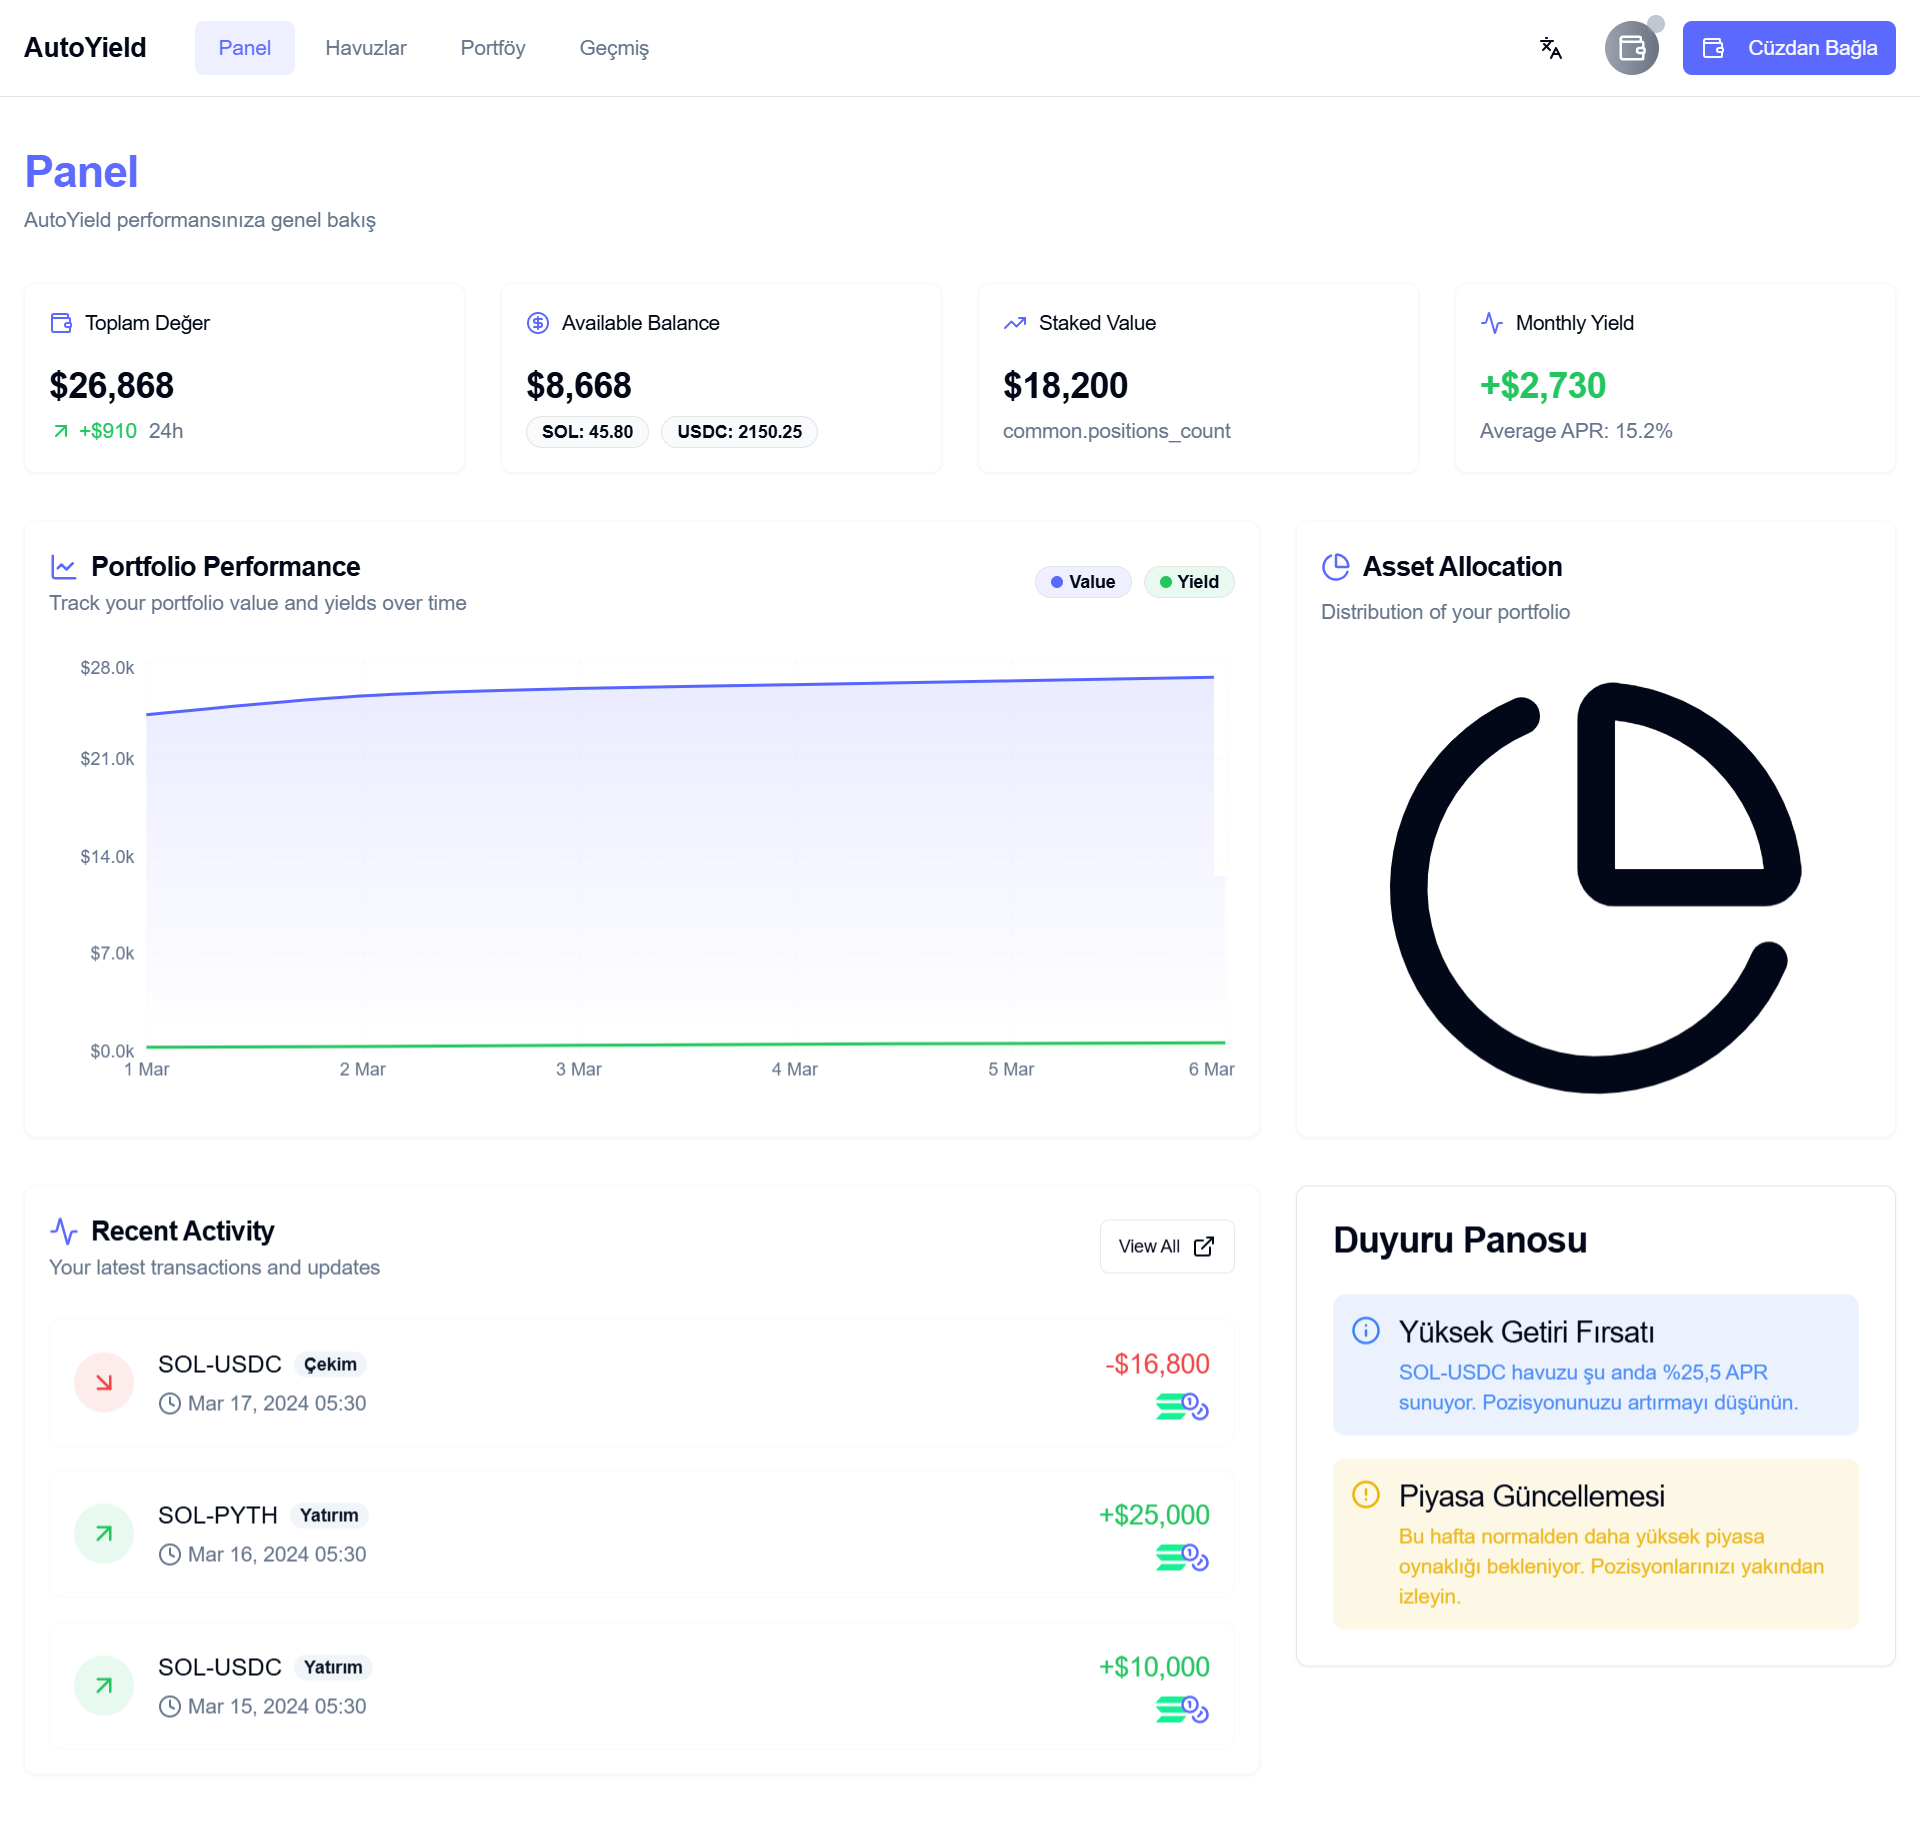 AutoYield
Panel
Havuzlar
Portföy
Geçmiş
Cüzdan Bağla
Panel
AutoYield performansınıza genel bakış
Toplam Değer
$26,868
+$910 24h
Available Balance
$8,668
SOL: 45.80
USDC: 2150.25
Staked Value
$18,200
common.positions_count
Monthly Yield
+$2,730
Average APR: 15.2%
Portfolio Performance
Track your portfolio value and yields over time
Value
Yield
$28.0k
$21.0k
$14.0k
$7.0k
$0.0k
1 Mar
2 Mar
3 Mar
4 Mar
5 Mar
6 Mar
Asset Allocation
Distribution of your portfolio
Recent Activity
Your latest transactions and updates
View All
SOL-USDC Çekim
Mar 17, 2024 05:30
-$16,800
SOL-PYTH Yatırım
Mar 16, 2024 05:30
+$25,000
SOL-USDC Yatırım
Mar 15, 2024 05:30
+$10,000
Duyuru Panosu
Yüksek Getiri Fırsatı
SOL-USDC havuzu şu anda %25,5 APR
sunuyor. Pozisyonunuzu artırmayı düşünün.
Piyasa Güncellemesi
Bu hafta normalden daha yüksek piyasa
oynaklığı bekleniyor. Pozisyonlarınızı yakından
izleyin.